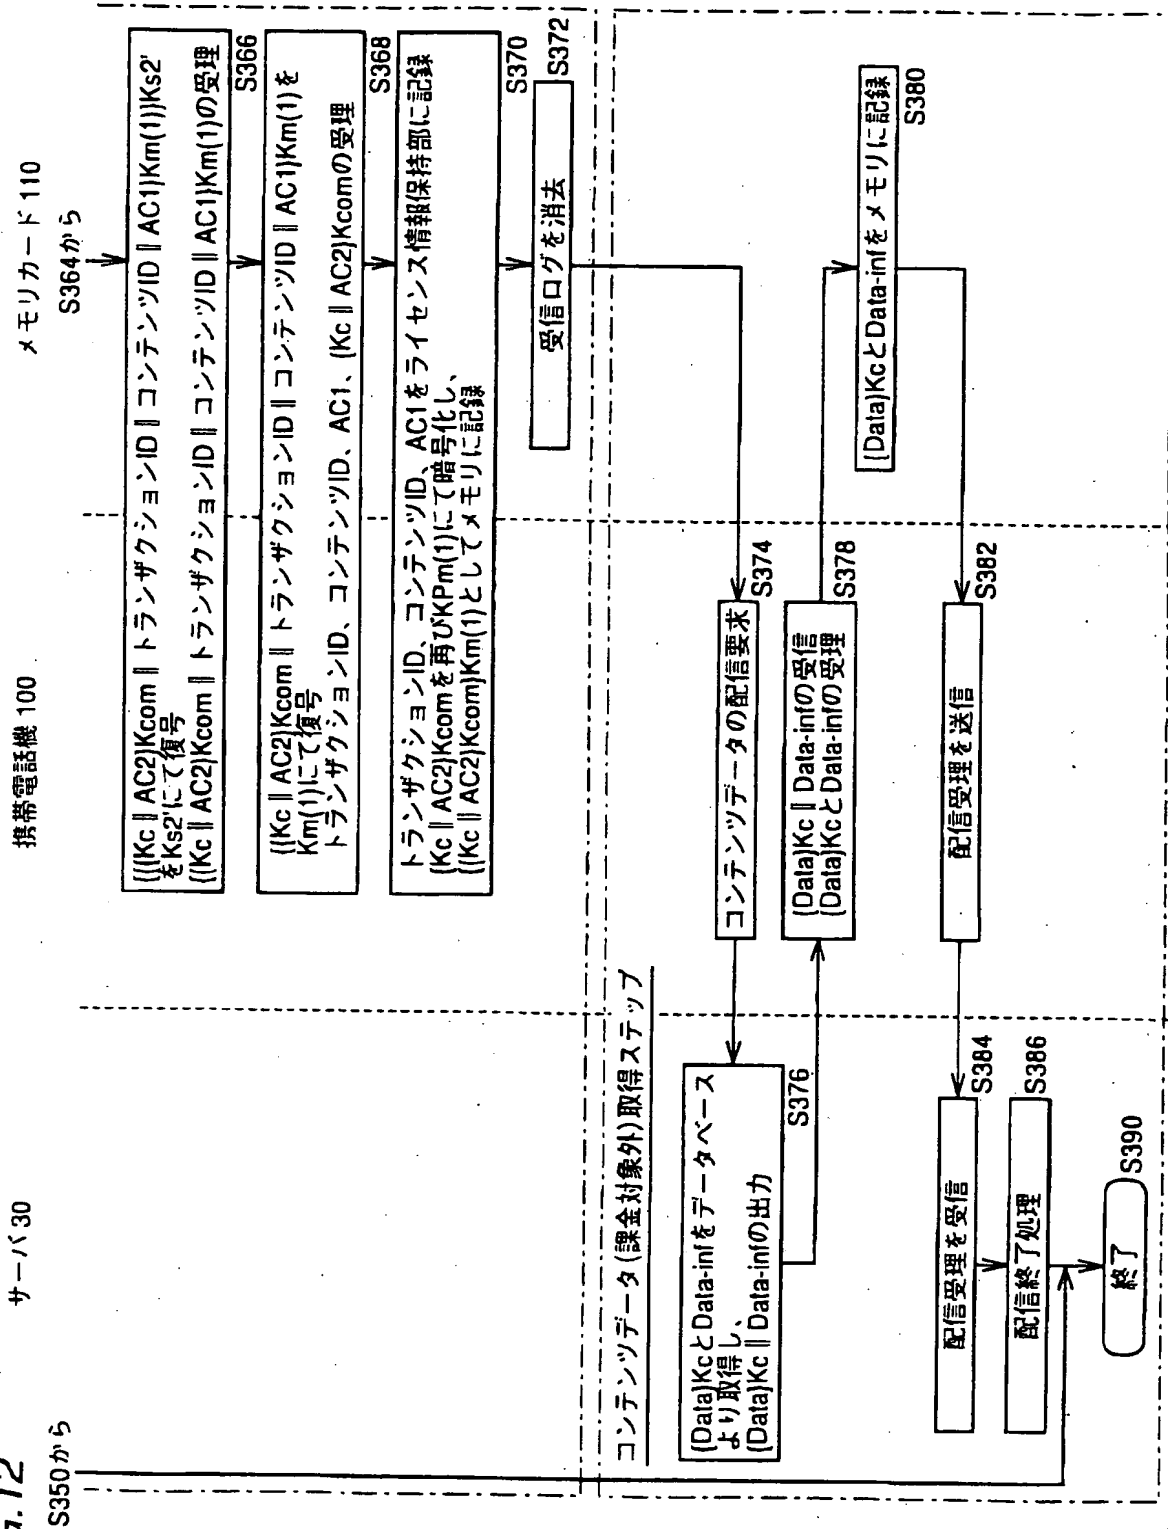 12
サーバ30
携帯電話機 100
メモリカード 110
S350から
S364から
{{{Kc ∥ AC2}Kcom ∥ トランザクションID ∥ コンテンツID ∥ AC1}Km(1)}Ks2'
をKs2'にて復号
{{Kc ∥ AC2}Kcom ∥ トランザクションID ∥ コンテンツID ∥ AC1}Km(1)の受理
S366
{{Kc ∥ AC2}Kcom ∥ トランザクションID ∥ コンテンツID ∥ AC1}Km(1)を
Km(1)にて復号
トランザクションID、コンテンツID、AC1、{Kc ∥ AC2}Kcomの受理
S368
トランザクションID、コンテンツID、AC1をライセンス情報保持部に記録
{Kc ∥ AC2}Kcomを再びKPm(1)にて暗号化し、
{{Kc ∥ AC2}Kcom}Km(1)としてメモリに記録
S370
受信ログを消去
S372
コンテンツデータ(課金対象外)取得ステップ
コンテンツデータの配信要求
S374
{Data}KcとData-infをデータベース
より取得し、
{Data}Kc ∥ Data-infの出力
S376
{Data}Kc ∥ Data-infの受信
{Data}KcとData-infの受理
S378
{Data}KcとData-infをメモリに記録
S380
配信受理を送信
S382
配信受理を受信
S384
配信終了処理
S386
終了
S390